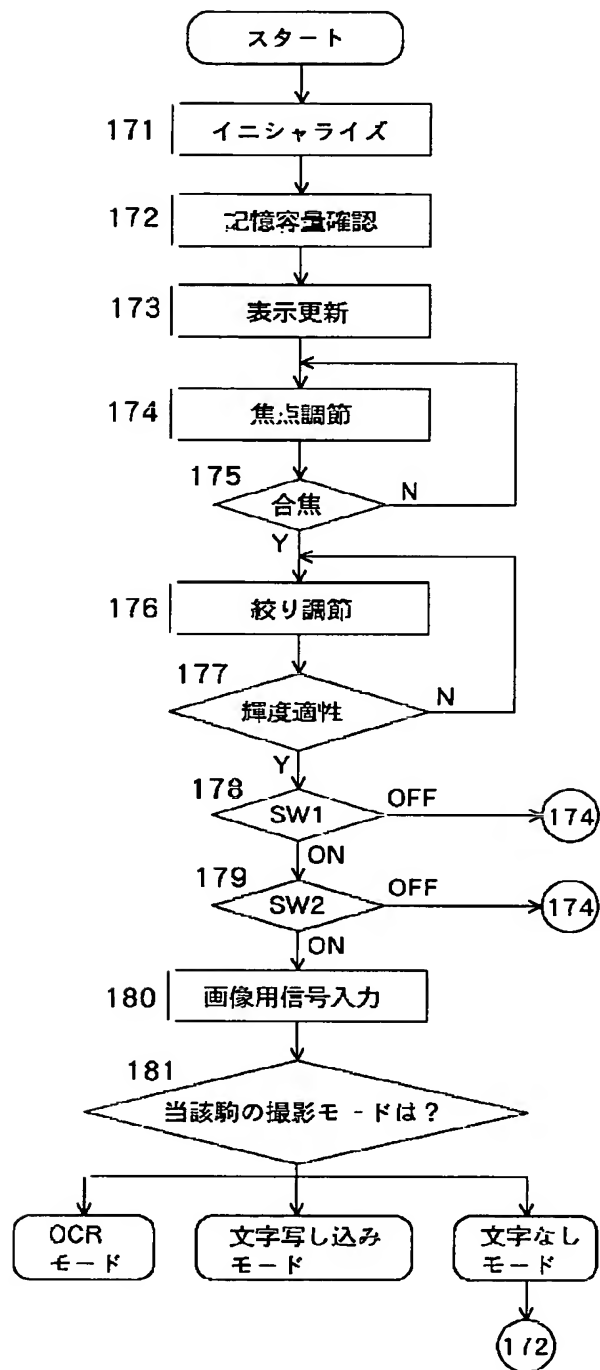 スタート
171
イニシャライズ
172
記憶容量確認
173
表示更新
174
焦点調節
175
合焦
N
Y
176
絞り調節
177
輝度適性
N
Y
178
SW1
OFF
174
ON
179
SW2
OFF
174
ON
180
画像用信号入力
181
当該駒の撮影モードは?
OCR
モード
文字写し込み
モード
文字なし
モード
172